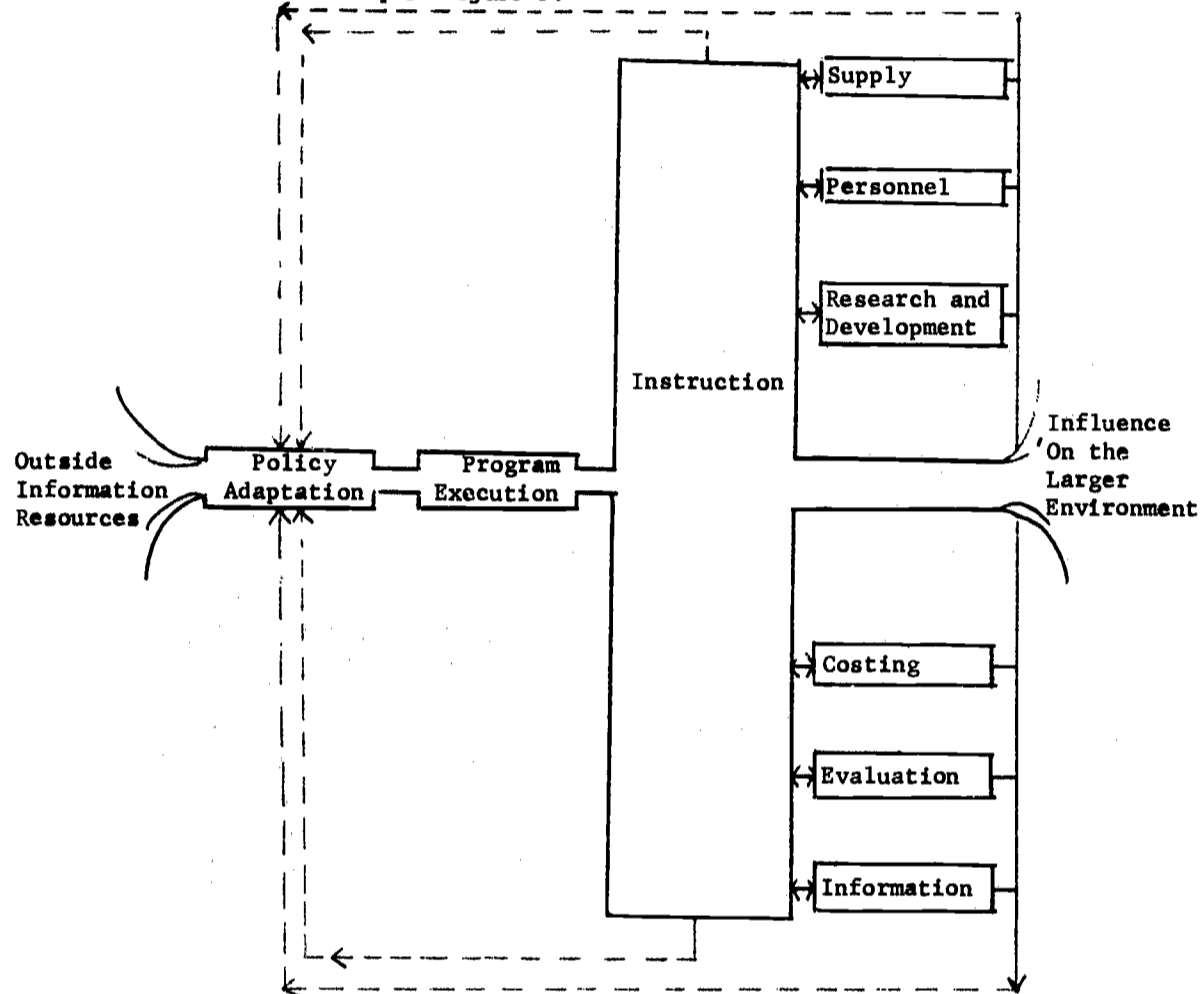 Supply
Personnel
Research and
Development
Instruction
Outside
Information
Resources
Policy
Adaptation
Program
Execution
Influence
On the
Larger
Environment
Costing
Evaluation
Information